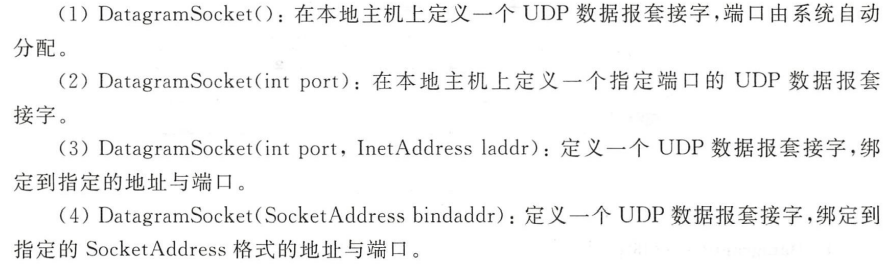 (1) DatagramSocket()：在本地主机上定义一个 UDP 数据报套接字,端口由系统自动
分配。
(2) DatagramSocket(int port)：在本地主机上定义一个指定端口的 UDP 数据报套
接字。
(3) DatagramSocket(int port, InetAddress laddr)：定义一个 UDP 数据报套接字,绑
定到指定的地址与端口。
(4) DatagramSocket(SocketAddress bindaddr)：定义一个 UDP 数据报套接字,绑定到
指定的 SocketAddress 格式的地址与端口。